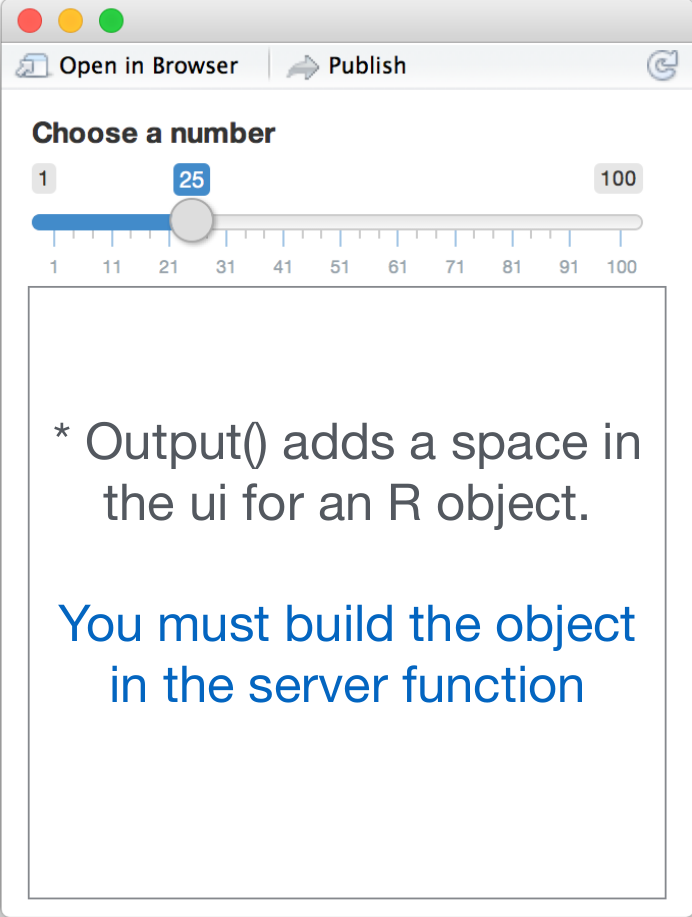 Open in Browser Publish
Choose a number
1 25 100
1 11 21 31 41 51 61 71 81 91 100
* Output() adds a space in
the ui for an R object.
You must build the object
in the server function